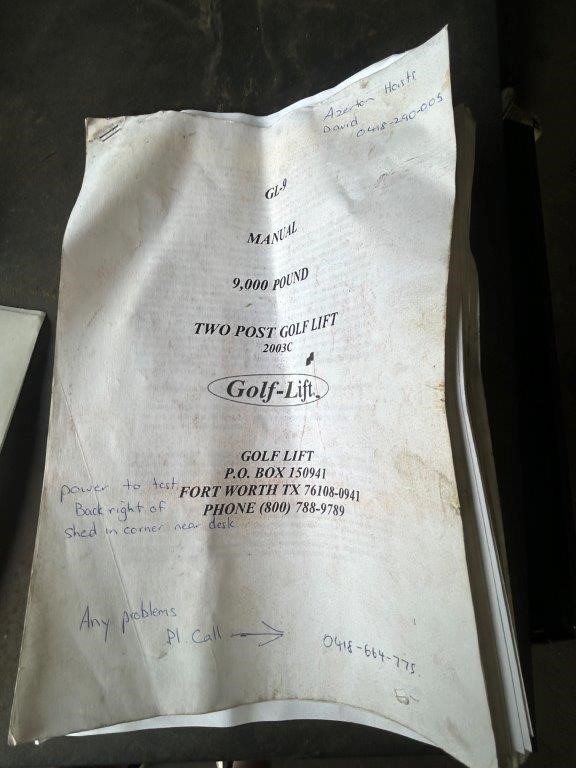 Azerton Hoists
David
0418-290-005
GL-9
MANUAL
9,000 POUND
TWO POST GOLF LIFT
2003C
Golf-Lift
GOLF LIFT
P.O. BOX 150941
FORT WORTH TX 76108-0941
PHONE (800) 788-9789
power to test
Back right of
shed in corner near desk
Any problems
Pl. Call → 0418-664-775.